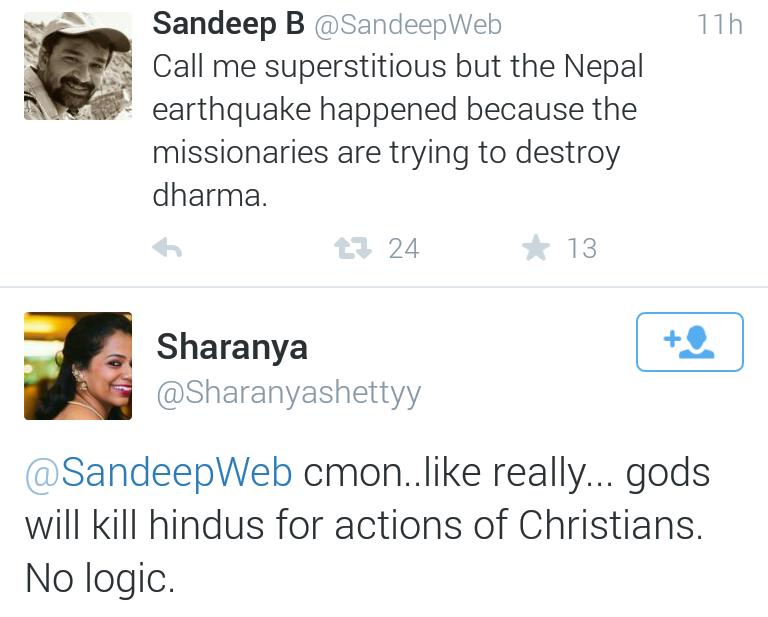 Sandeep B @SandeepWeb 11h
Call me superstitious but the Nepal
earthquake happened because the
missionaries are trying to destroy
dharma.
24 13
Sharanya
@Sharanyashettyy
@SandeepWeb cmon..like really... gods
will kill hindus for actions of Christians.
No logic.